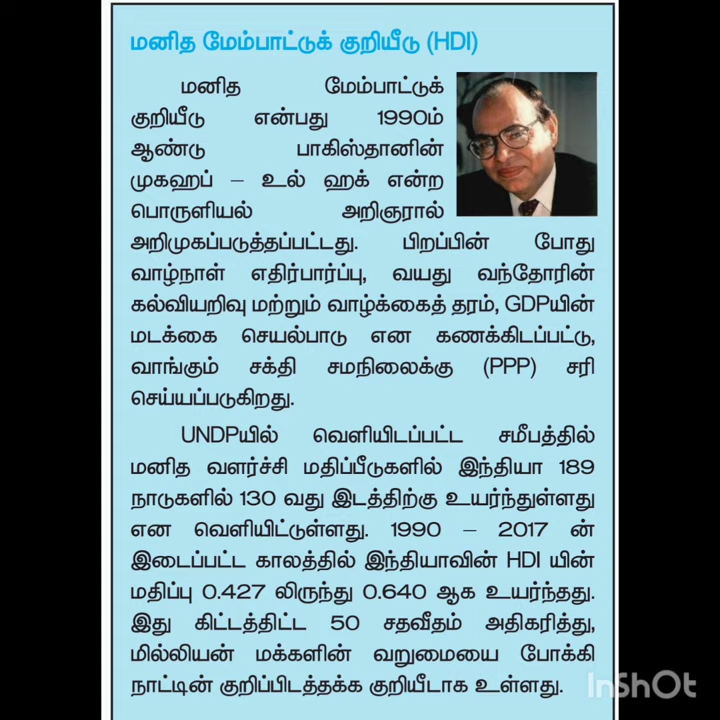 மனித மேம்பாட்டுக் குறியீடு (HDI)
மனித மேம்பாட்டுக்
குறியீடு என்பது 1990ம்
ஆண்டு பாகிஸ்தானின்
முகஹப் – உல் ஹக் என்ற
பொருளியல் அறிஞரால்
அறிமுகப்படுத்தப்பட்டது. பிறப்பின் போது
வாழ்நாள் எதிர்பார்ப்பு, வயது வந்தோரின்
கல்வியறிவு மற்றும் வாழ்க்கைத் தரம், GDPயின்
மடக்கை செயல்பாடு என கணக்கிடப்பட்டு,
வாங்கும் சக்தி சமநிலைக்கு (PPP) சரி
செய்யப்படுகிறது.
UNDPயில் வெளியிடப்பட்ட சமீபத்தில்
மனித வளர்ச்சி மதிப்பீடுகளில் இந்தியா 189
நாடுகளில் 130 வது இடத்திற்கு உயர்ந்துள்ளது
என வெளியிட்டுள்ளது. 1990 – 2017 ன்
இடைப்பட்ட காலத்தில் இந்தியாவின் HDI யின்
மதிப்பு 0.427 லிருந்து 0.640 ஆக உயர்ந்தது.
இது கிட்டத்திட்ட 50 சதவீதம் அதிகரித்து,
மில்லியன் மக்களின் வறுமையை போக்கி
நாட்டின் குறிப்பிடத்தக்க குறியீடாக உள்ளது.
InShOt